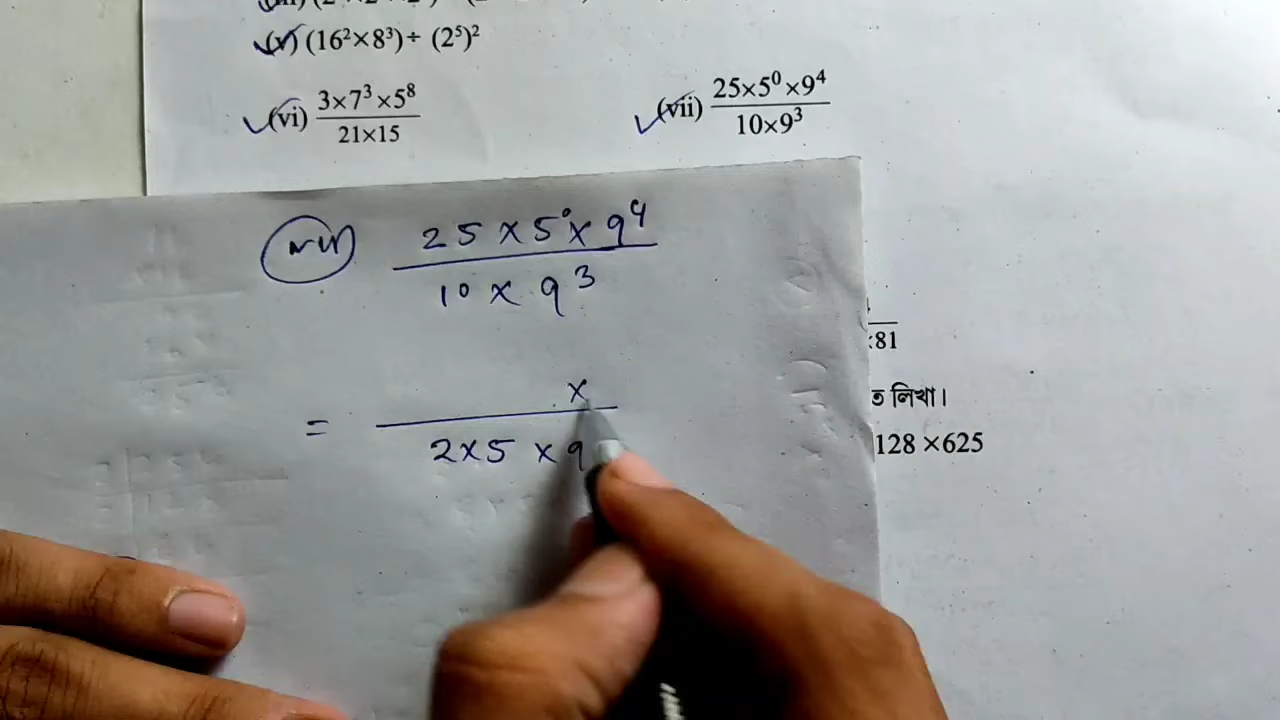 (v) (16²×8³) ÷ (2⁵)²
(vi) 3×7³×5⁸ / 21×15
(vii) 25×5⁰×9⁴ / 10×9³
25 × 5⁰ × 9⁴
10 × 9³
:81
= ×
2×5 × 9
ত লিখা।
128 ×625